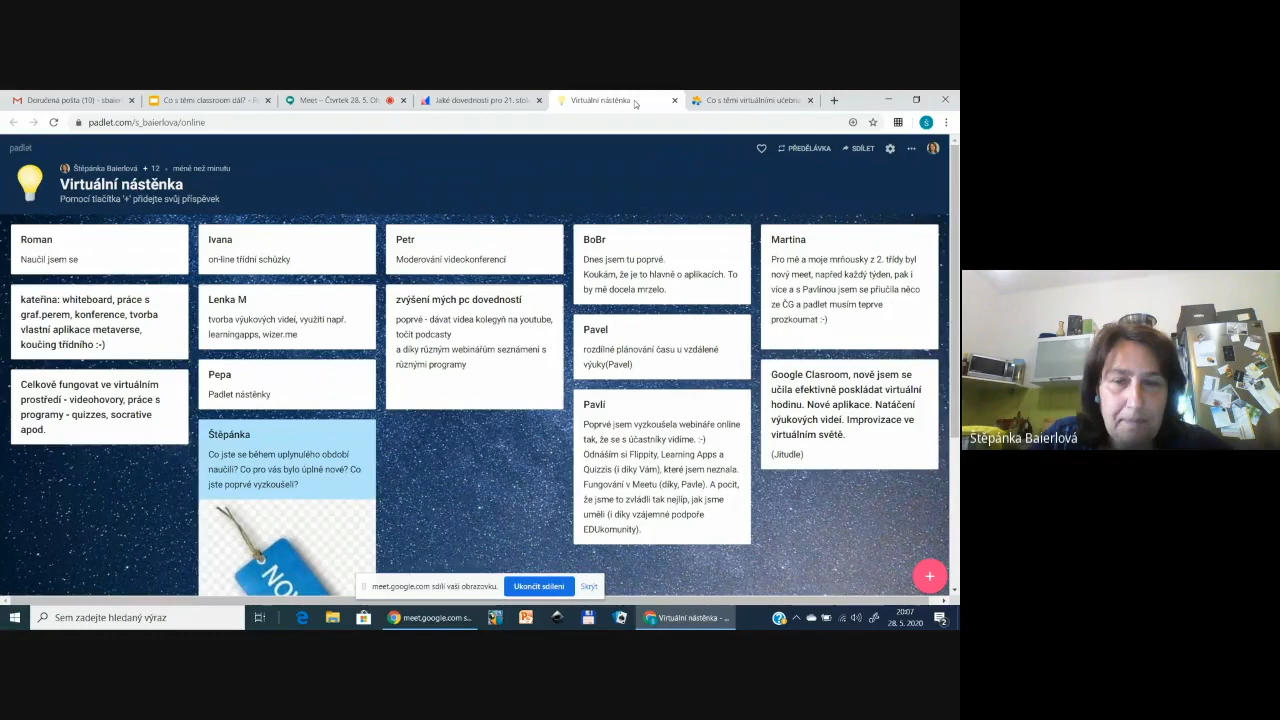 Doručená pošta (10) - sbaier
Co s těmi classroom dál? - P
Meet – Čtvrtek 28. 5. Ob
Jaké dovednosti pro 21. stol
Virtuální nástěnka
Co s těmi virtuálními učebna
padlet.com/s_baierlova/online
padlet
PŘEDĚLÁVKA
SDÍLET
Štěpánka Baierlová + 12 • méně než minutu
Virtuální nástěnka
Pomocí tlačítka '+' přidejte svůj příspěvek
Roman
Naučil jsem se
kateřina: whiteboard, práce s
graf.perem, konference, tvorba
vlastní aplikace metaverse,
koučing třídního :-)
Celkově fungovat ve virtuálním
prostředí - videohovory, práce s
programy - quizzes, socrative
apod.
Ivana
on-line třídní schůzky
Lenka M
tvorba výukových videí, využití např.
learningapps, wizer.me
Pepa
Padlet nástěnky
Štěpánka
Co jste se během uplynulého období
naučili? Co pro vás bylo úplně nové? Co
jste poprvé vyzkoušeli?
Petr
Moderování videokonferencí
zvýšení mých pc dovedností
poprvé - dávat videa kolegyň na youtube,
točit podcasty
a díky různým webinářům seznámeni s
různými programy
BoBr
Dnes jsem tu poprvé.
Koukám, že je to hlavně o aplikacích. To
by mě docela mrzelo.
Pavel
rozdílné plánování času u vzdálené
výuky(Pavel)
Pavlí
Poprvé jsem vyzkoušela webináře online
tak, že se s účastníky vidíme. :-)
Odnáším si Flippity, Learning Apps a
Quizzis (i díky Vám), které jsem neznala.
Fungování v Meetu (díky, Pavle). A pocit,
že jsme to zvládli tak nejlíp, jak jsme
uměli (i díky vzájemné podpoře
EDUkomunity).
Martina
Pro mě a moje mrňousky z 2. třídy byl
nový meet, napřed každý týden, pak i
více a s Pavlínou jsem se přiučila něco
ze ČG a padlet musím teprve
prozkoumat :-)
Google Clasroom, nově jsem se
učila efektivně poskládat virtuální
hodinu. Nové aplikace. Natáčení
výukových videí. Improvizace ve
virtuálním světě.
(Jitudle)
meet.google.com sdílí vaši obrazovku.
Ukončit sdílení
Skrýt
Sem zadejte hledaný výraz
meet.google.com s...
Virtuální nástěnka - ...
20:07
28. 5. 2020
Štěpánka Baierlová